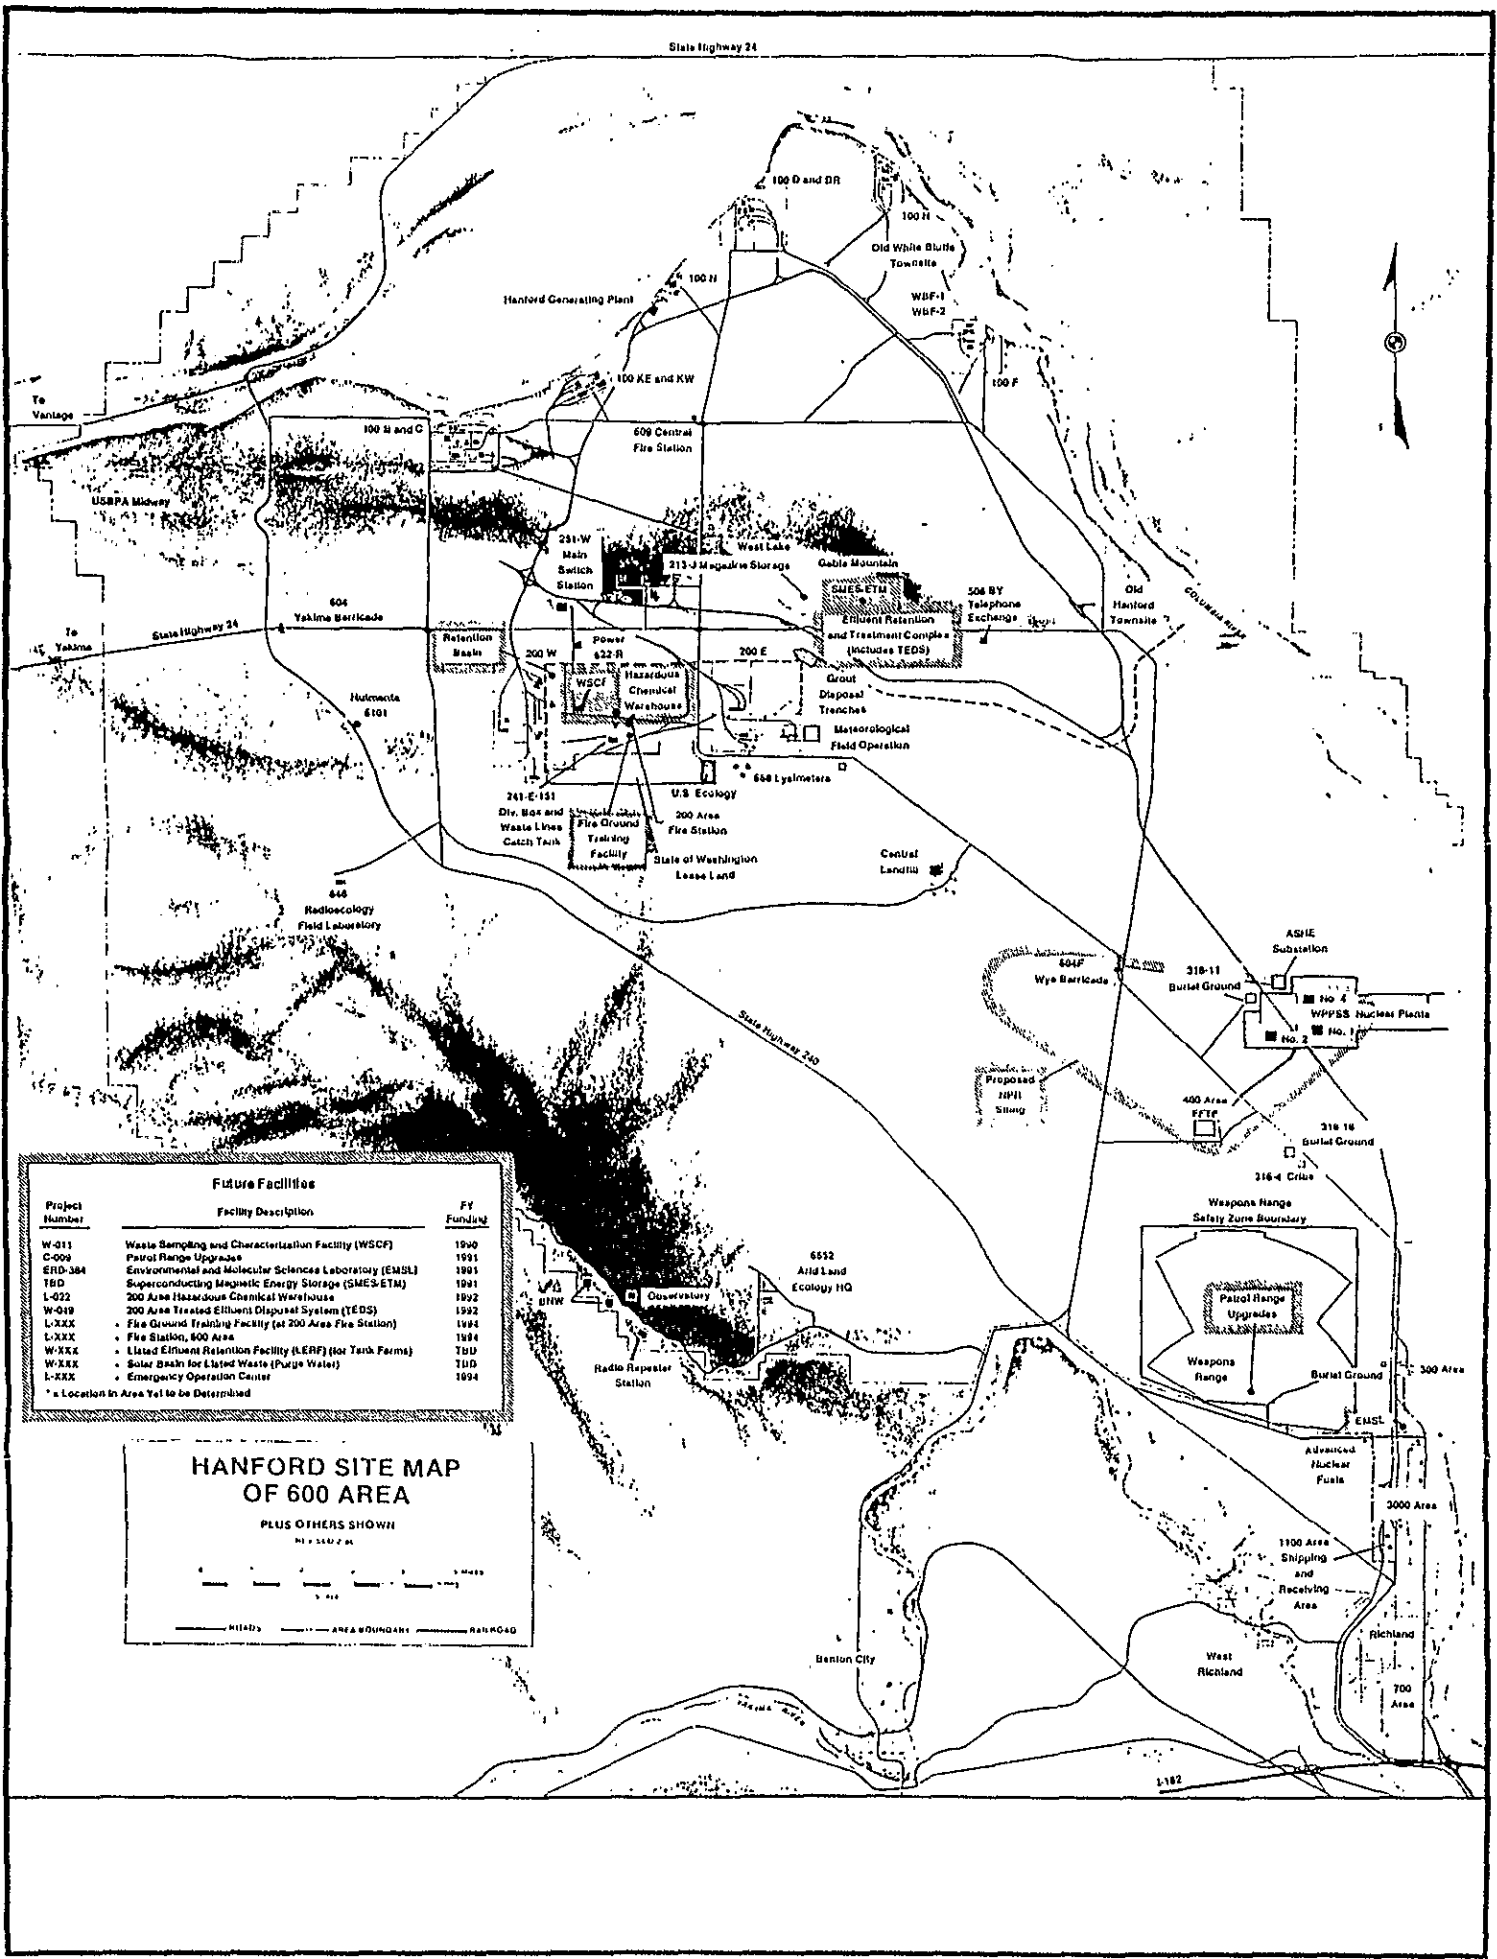 State Highway 24
100 D and DR
100 H
Old White Bluffs
Townsite
100 N
Hanford Generating Plant
WBF-1
WBF-2
100 KE and KW
100 F
To
Vantage
100 B and C
609 Central
Fire Station
USBPA Midway
251-W
Main
Switch
Station
West Lake
213-J Magazine Storage
Gable Mountain
SMES-ETM
506 BY
Telephone
Exchange
Old
Hanford
Townsite
COLUMBIA RIVER
604
Yakima Barricade
To
Yakima
State Highway 24
Retention
Basin
Power
622-R
Effluent Retention
and Treatment Complex
(Includes TEDS)
200 W
200 E
WSCF
Hazardous
Chemical
Warehouse
Grout
Disposal
Trenches
Hutments
6101
Meteorological
Field Operation
668 Lysimeters
U.S. Ecology
241-E-151
Div. Box and
Waste Lines
Catch Tank
200 Area
Fire Station
Fire Ground
Training
Facility
State of Washington
Lease Land
Central
Landfill
646
Radioecology
Field Laboratory
ASHE
Substation
604F
Wye Barricade
318-11
Burial Ground
No. 4
WPPSS Nuclear Plants
No. 1
No. 2
State Highway 240
Proposed
NPR
Siting
400 Area
FFTF
Burial Ground
316-4 Cribs
Weapons Range
Safety Zone Boundary
Future Facilities
Project
Number
Facility Description
FY
Funding
W-011 Waste Sampling and Characterization Facility (WSCF) 1990
C-009 Patrol Range Upgrades 1991
ERD-384 Environmental and Molecular Sciences Laboratory (EMSL) 1991
TBD Superconducting Magnetic Energy Storage (SMES-ETM) 1991
L-022 200 Area Hazardous Chemical Warehouse 1992
W-049 200 Area Treated Effluent Disposal System (TEDS) 1992
L-XXX * Fire Ground Training Facility (at 200 Area Fire Station) 1994
L-XXX * Fire Station, 600 Area 1994
W-XXX * Listed Effluent Retention Facility (LERF) (for Tank Farms) TBD
W-XXX * Solar Basin for Listed Waste (Purge Water) TBD
L-XXX * Emergency Operation Center 1994
* = Location in Area Yet to be Determined
6652
Arid Land
Ecology HQ
BNW
Observatory
Radio Repeater
Station
Patrol Range
Upgrades
Weapons
Range
Burial Ground
300 Area
EMSL
Advanced
Nuclear
Fuels
3000 Area
HANFORD SITE MAP
OF 600 AREA
PLUS OTHERS SHOWN
ROADS
AREA BOUNDARY
RAILROAD
1100 Area
Shipping
and
Receiving
Area
Richland
West
Richland
700
Area
Benton City
YAKIMA RIVER
I-182